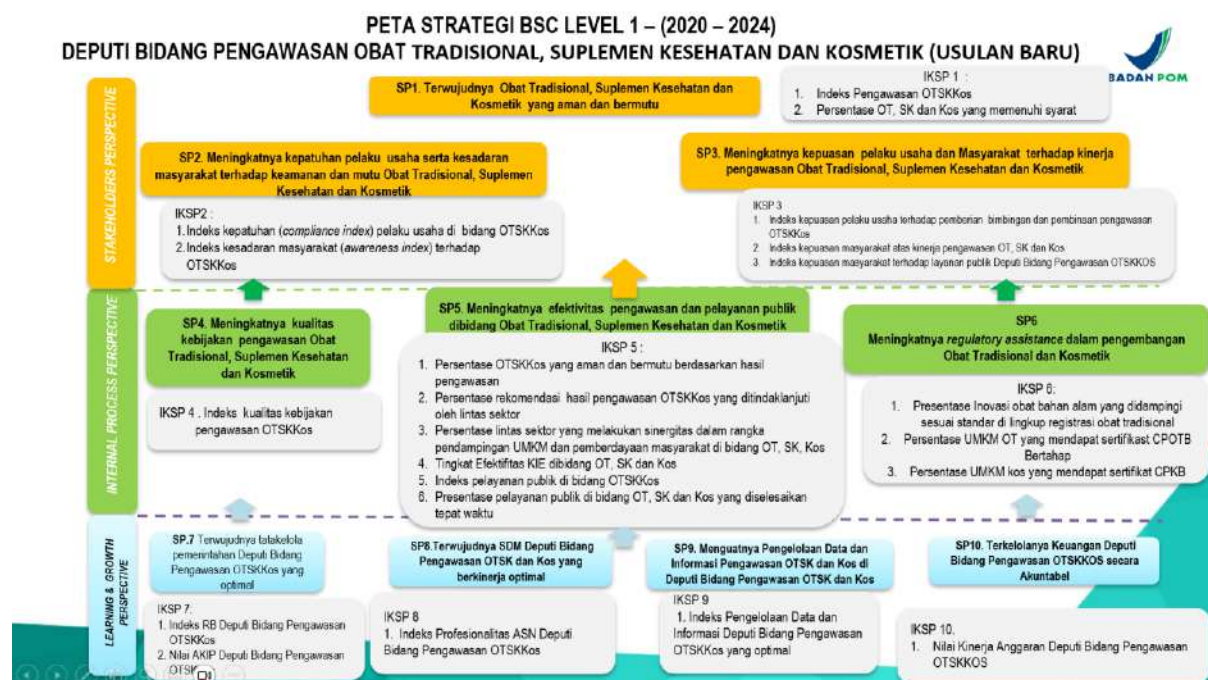 PETA STRATEGI BSC LEVEL 1 – (2020 – 2024)
DEPUTI BIDANG PENGAWASAN OBAT TRADISIONAL, SUPLEMEN KESEHATAN DAN KOSMETIK (USULAN BARU)
BADAN POM
STAKEHOLDERS PERSPECTIVE
SP1. Terwujudnya Obat Tradisional, Suplemen Kesehatan dan
Kosmetik yang aman dan bermutu
IKSP 1 :
1. Indeks Pengawasan OTSKKos
2. Persentase OT, SK dan Kos yang memenuhi syarat
SP2. Meningkatnya kepatuhan pelaku usaha serta kesadaran
masyarakat terhadap keamanan dan mutu Obat Tradisional, Suplemen
Kesehatan dan Kosmetik
IKSP2 :
1. Indeks kepatuhan (compliance index) pelaku usaha di bidang OTSKKos
2. Indeks kesadaran masyarakat (awareness index) terhadap
OTSKKos
SP3. Meningkatnya kepuasan pelaku usaha dan Masyarakat terhadap kinerja
pengawasan Obat Tradisional, Suplemen Kesehatan dan Kosmetik
IKSP 3
1. Indeks kepuasan pelaku usaha terhadap pemberian bimbingan dan pembinaan pengawasan
OTSKKos
2. Indeks kepuasan masyarakat atas kinerja pengawasan OT, SK dan Kos
3. Indeks kepuasan masyarakat terhadap layanan publik Deputi Bidang Pengawasan OTSKKOS
INTERNAL PROCESS PERSPECTIVE
SP4. Meningkatnya kualitas
kebijakan pengawasan Obat
Tradisional, Suplemen Kesehatan
dan Kosmetik
IKSP 4 . Indeks kualitas kebijakan
pengawasan OTSKKos
SP5. Meningkatnya efektivitas pengawasan dan pelayanan publik
dibidang Obat Tradisional, Suplemen Kesehatan dan Kosmetik
IKSP 5 :
1. Persentase OTSKKos yang aman dan bermutu berdasarkan hasil
pengawasan
2. Persentase rekomendasi hasil pengawasan OTSKKos yang ditindaklanjuti
oleh lintas sektor
3. Persentase lintas sektor yang melakukan sinergitas dalam rangka
pendampingan UMKM dan pemberdayaan masyarakat di bidang OT, SK, Kos
4. Tingkat Efektifitas KIE dibidang OT, SK dan Kos
5. Indeks pelayanan publik di bidang OTSKKos
6. Presentase pelayanan publik di bidang OT, SK dan Kos yang diselesaikan
tepat waktu
SP6
Meningkatnya regulatory assistance dalam pengembangan
Obat Tradisional dan Kosmetik
IKSP 6:
1. Presentase Inovasi obat bahan alam yang didampingi
sesuai standar di lingkup registrasi obat tradisional
2. Persentase UMKM OT yang mendapat sertifikast CPOTB
Bertahap
3. Persentase UMKM kos yang mendapat sertifikat CPKB
LEARNING & GROWTH
PERSPECTIVE
SP.7 Terwujudnya tatakelola
pemerintahan Deputi Bidang
Pengawasan OTSKKos yang
optimal
IKSP 7:
1. Indeks RB Deputi Bidang Pengawasan
OTSKKos
2. Nilai AKIP Deputi Bidang Pengawasan
SP8.Terwujudnya SDM Deputi Bidang
Pengawasan OTSK dan Kos yang
berkinerja optimal
IKSP 8
1. Indeks Profesionalitas ASN Deputi
Bidang Pengawasan OTSKKos
SP9. Menguatnya Pengelolaan Data dan
Informasi Pengawasan OTSK dan Kos di
Deputi Bidang Pengawasan OTSK dan Kos
IKSP 9
1. Indeks Pengelolaan Data dan
Informasi Deputi Bidang Pengawasan
OTSKKos yang optimal
SP10. Terkelolanya Keuangan Deputi
Bidang Pengawasan OTSKKOS secara
Akuntabel
IKSP 10.
1. Nilai Kinerja Anggaran Deputi Bidang Pengawasan
OTSKKOS